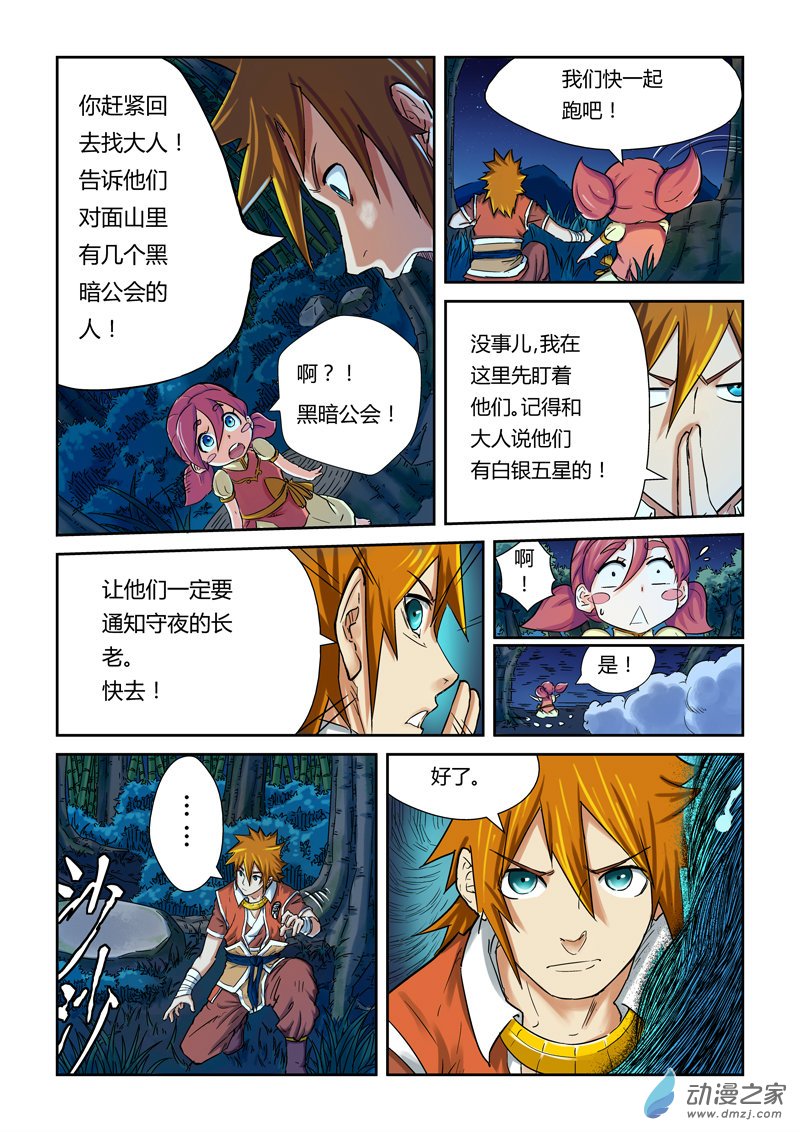 你赶紧回
去找大人！
告诉他们
对面山里
有几个黑
暗公会的
人！
啊？！
黑暗公会！
我们快一起
跑吧！
没事儿，我在
这里先盯着
他们。记得和
大人说他们
有白银五星的！
让他们一定要
通知守夜的长
老。
快去！
啊
！
是！
……
沙沙
好了。
动漫之家
www.dmzj.com